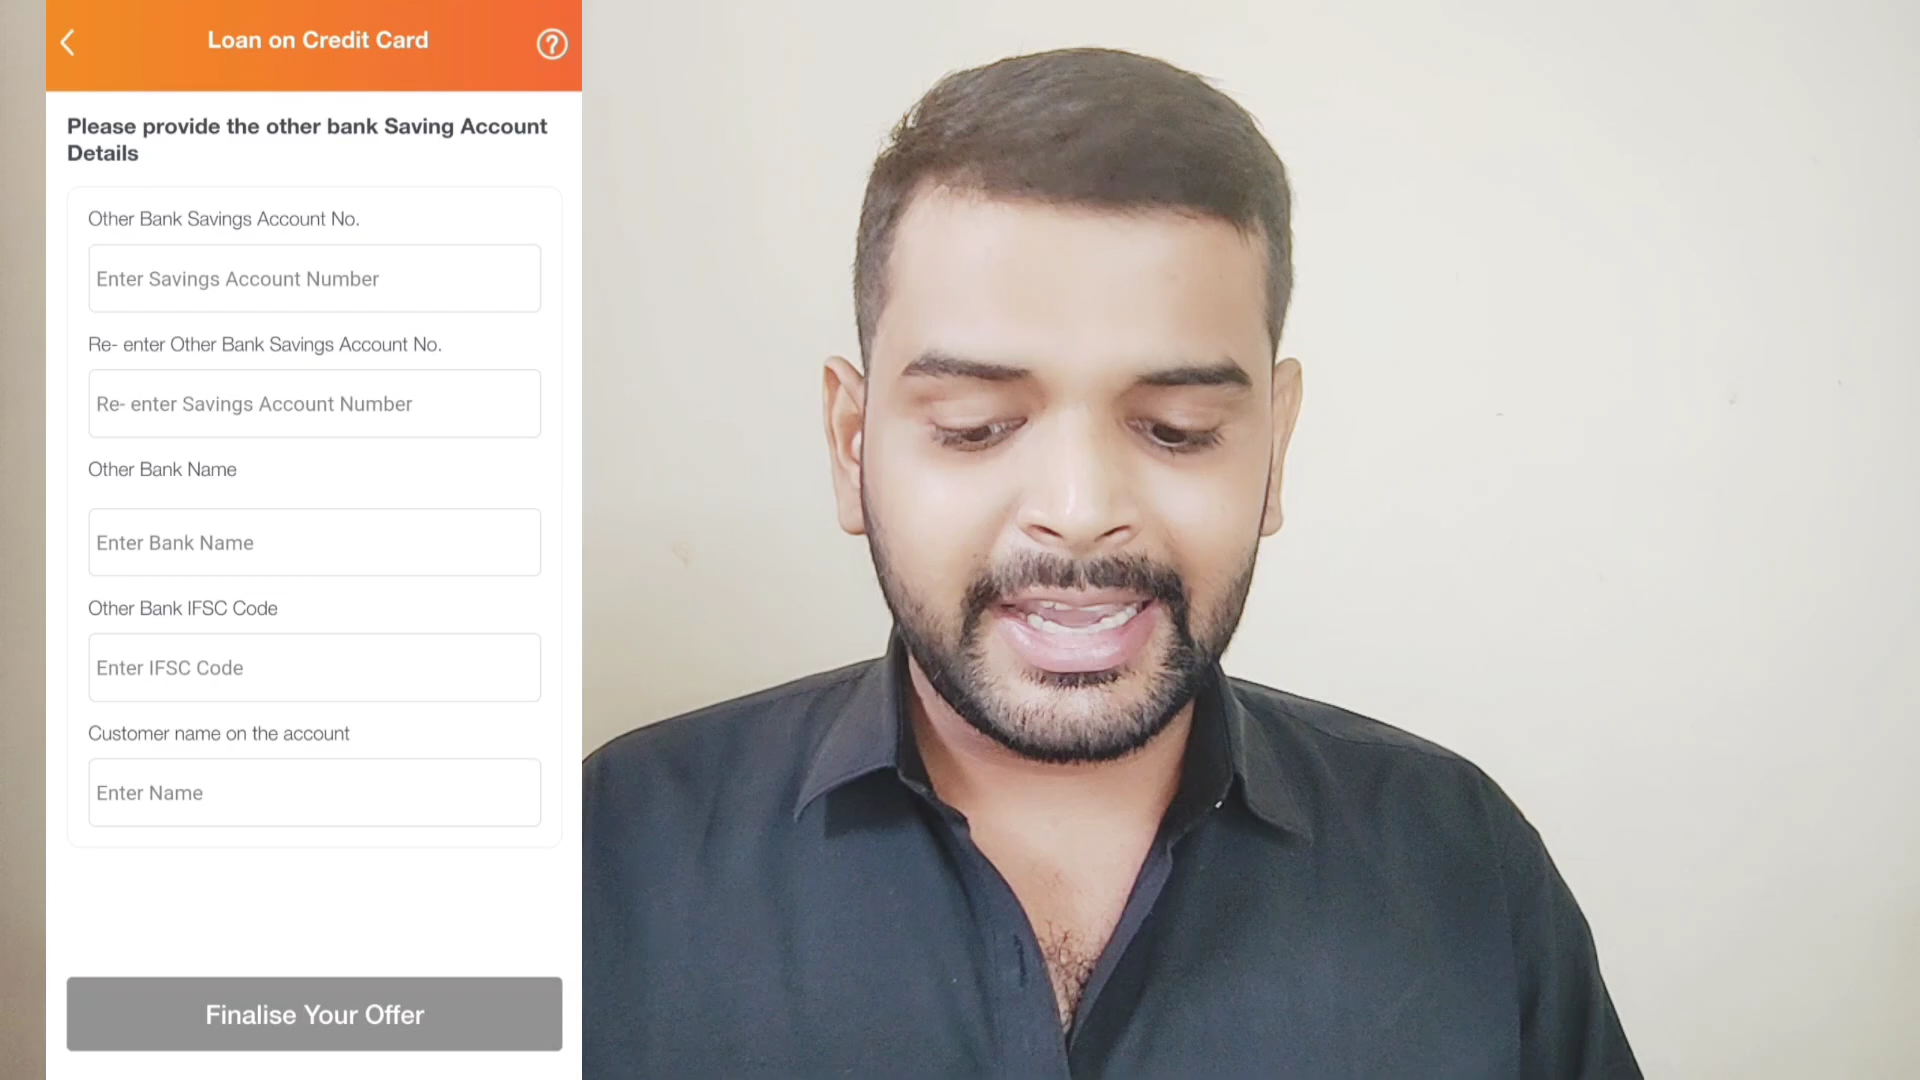 Loan on Credit Card
Please provide the other bank Saving Account
Details
Other Bank Savings Account No.
Enter Savings Account Number
Re- enter Other Bank Savings Account No.
Re- enter Savings Account Number
Other Bank Name
Enter Bank Name
Other Bank IFSC Code
Enter IFSC Code
Customer name on the account
Enter Name
Finalise Your Offer